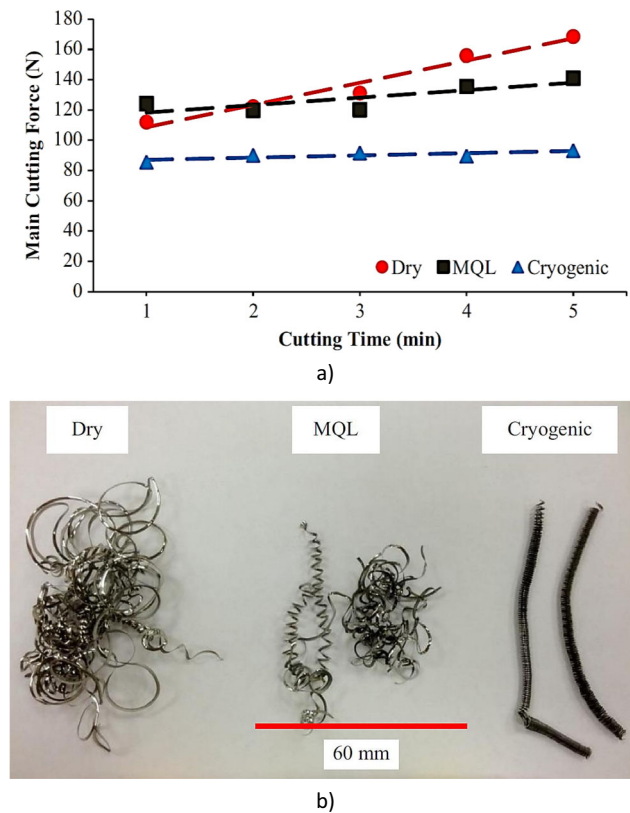 180
160
140
120
100
80
60
40
20
0
Main Cutting Force (N)
Dry MQL Cryogenic
1 2 3 4 5
Cutting Time (min)
a)
Dry MQL Cryogenic
60 mm
b)